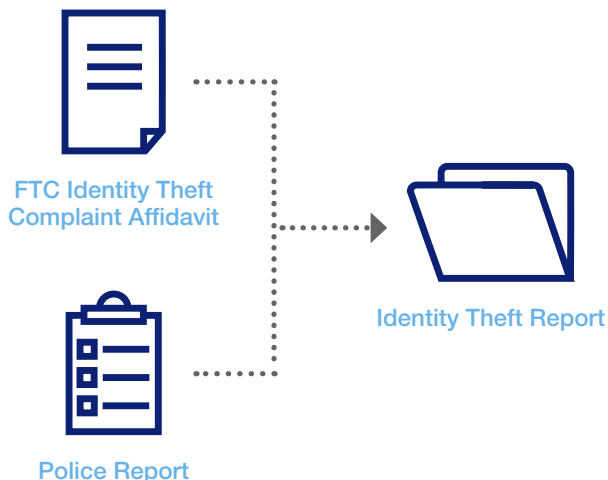 FTC Identity Theft
Complaint Affidavit
Identity Theft Report
Police Report